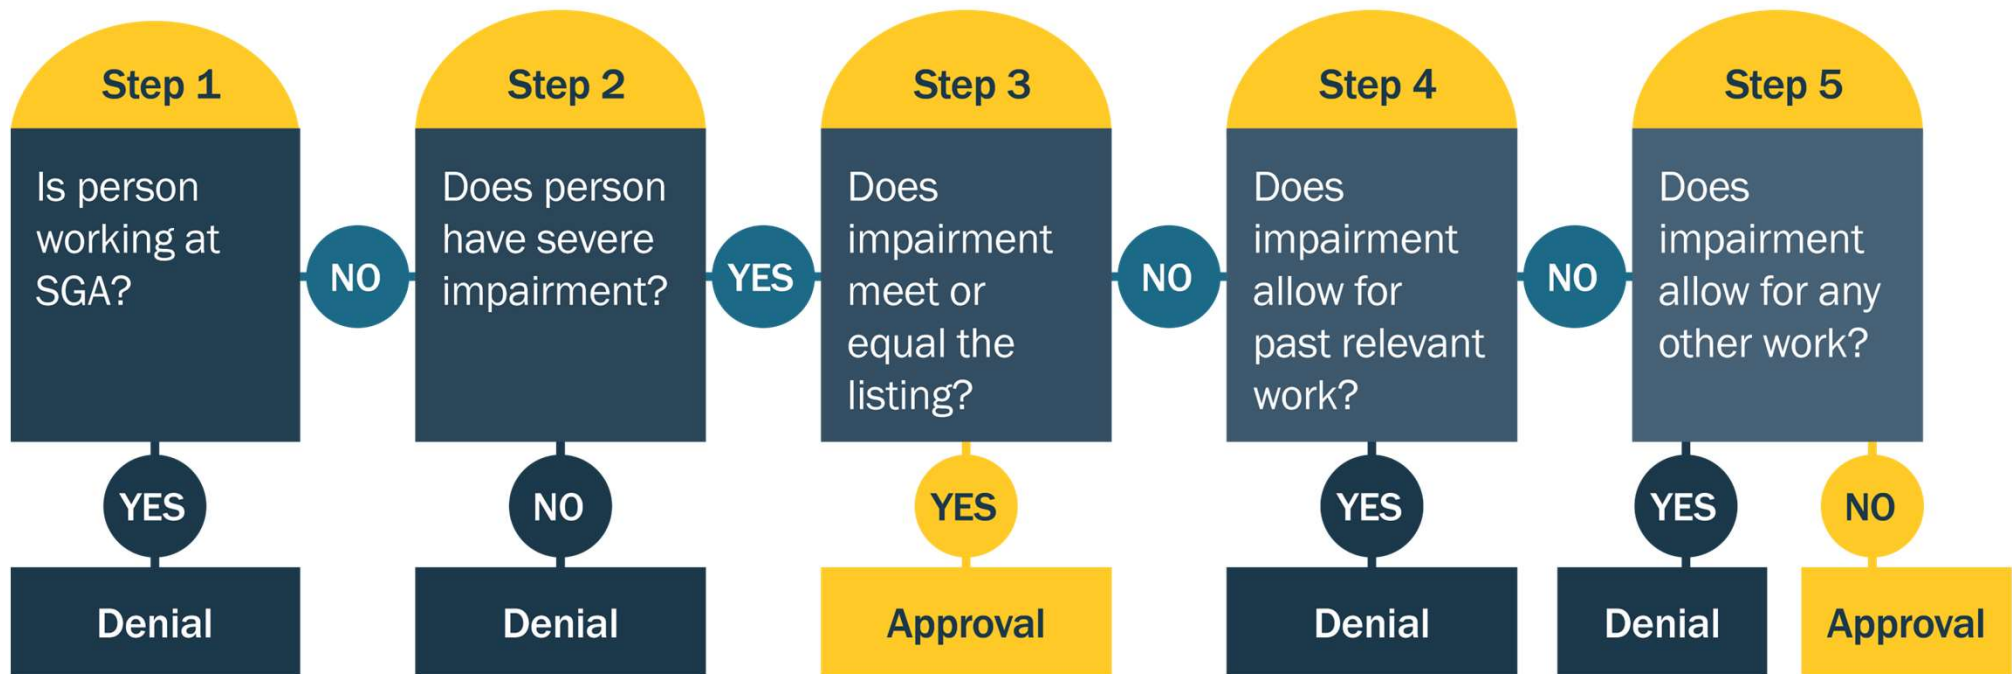 Step 1
Is person
working at
SGA?
NO
YES
Denial
Step 2
Does person
have severe
impairment?
YES
NO
Denial
Step 3
Does
impairment
meet or
equal the
listing?
NO
YES
Approval
Step 4
Does
impairment
allow for
past relevant
work?
NO
YES
Denial
Step 5
Does
impairment
allow for any
other work?
YES
Denial
NO
Approval